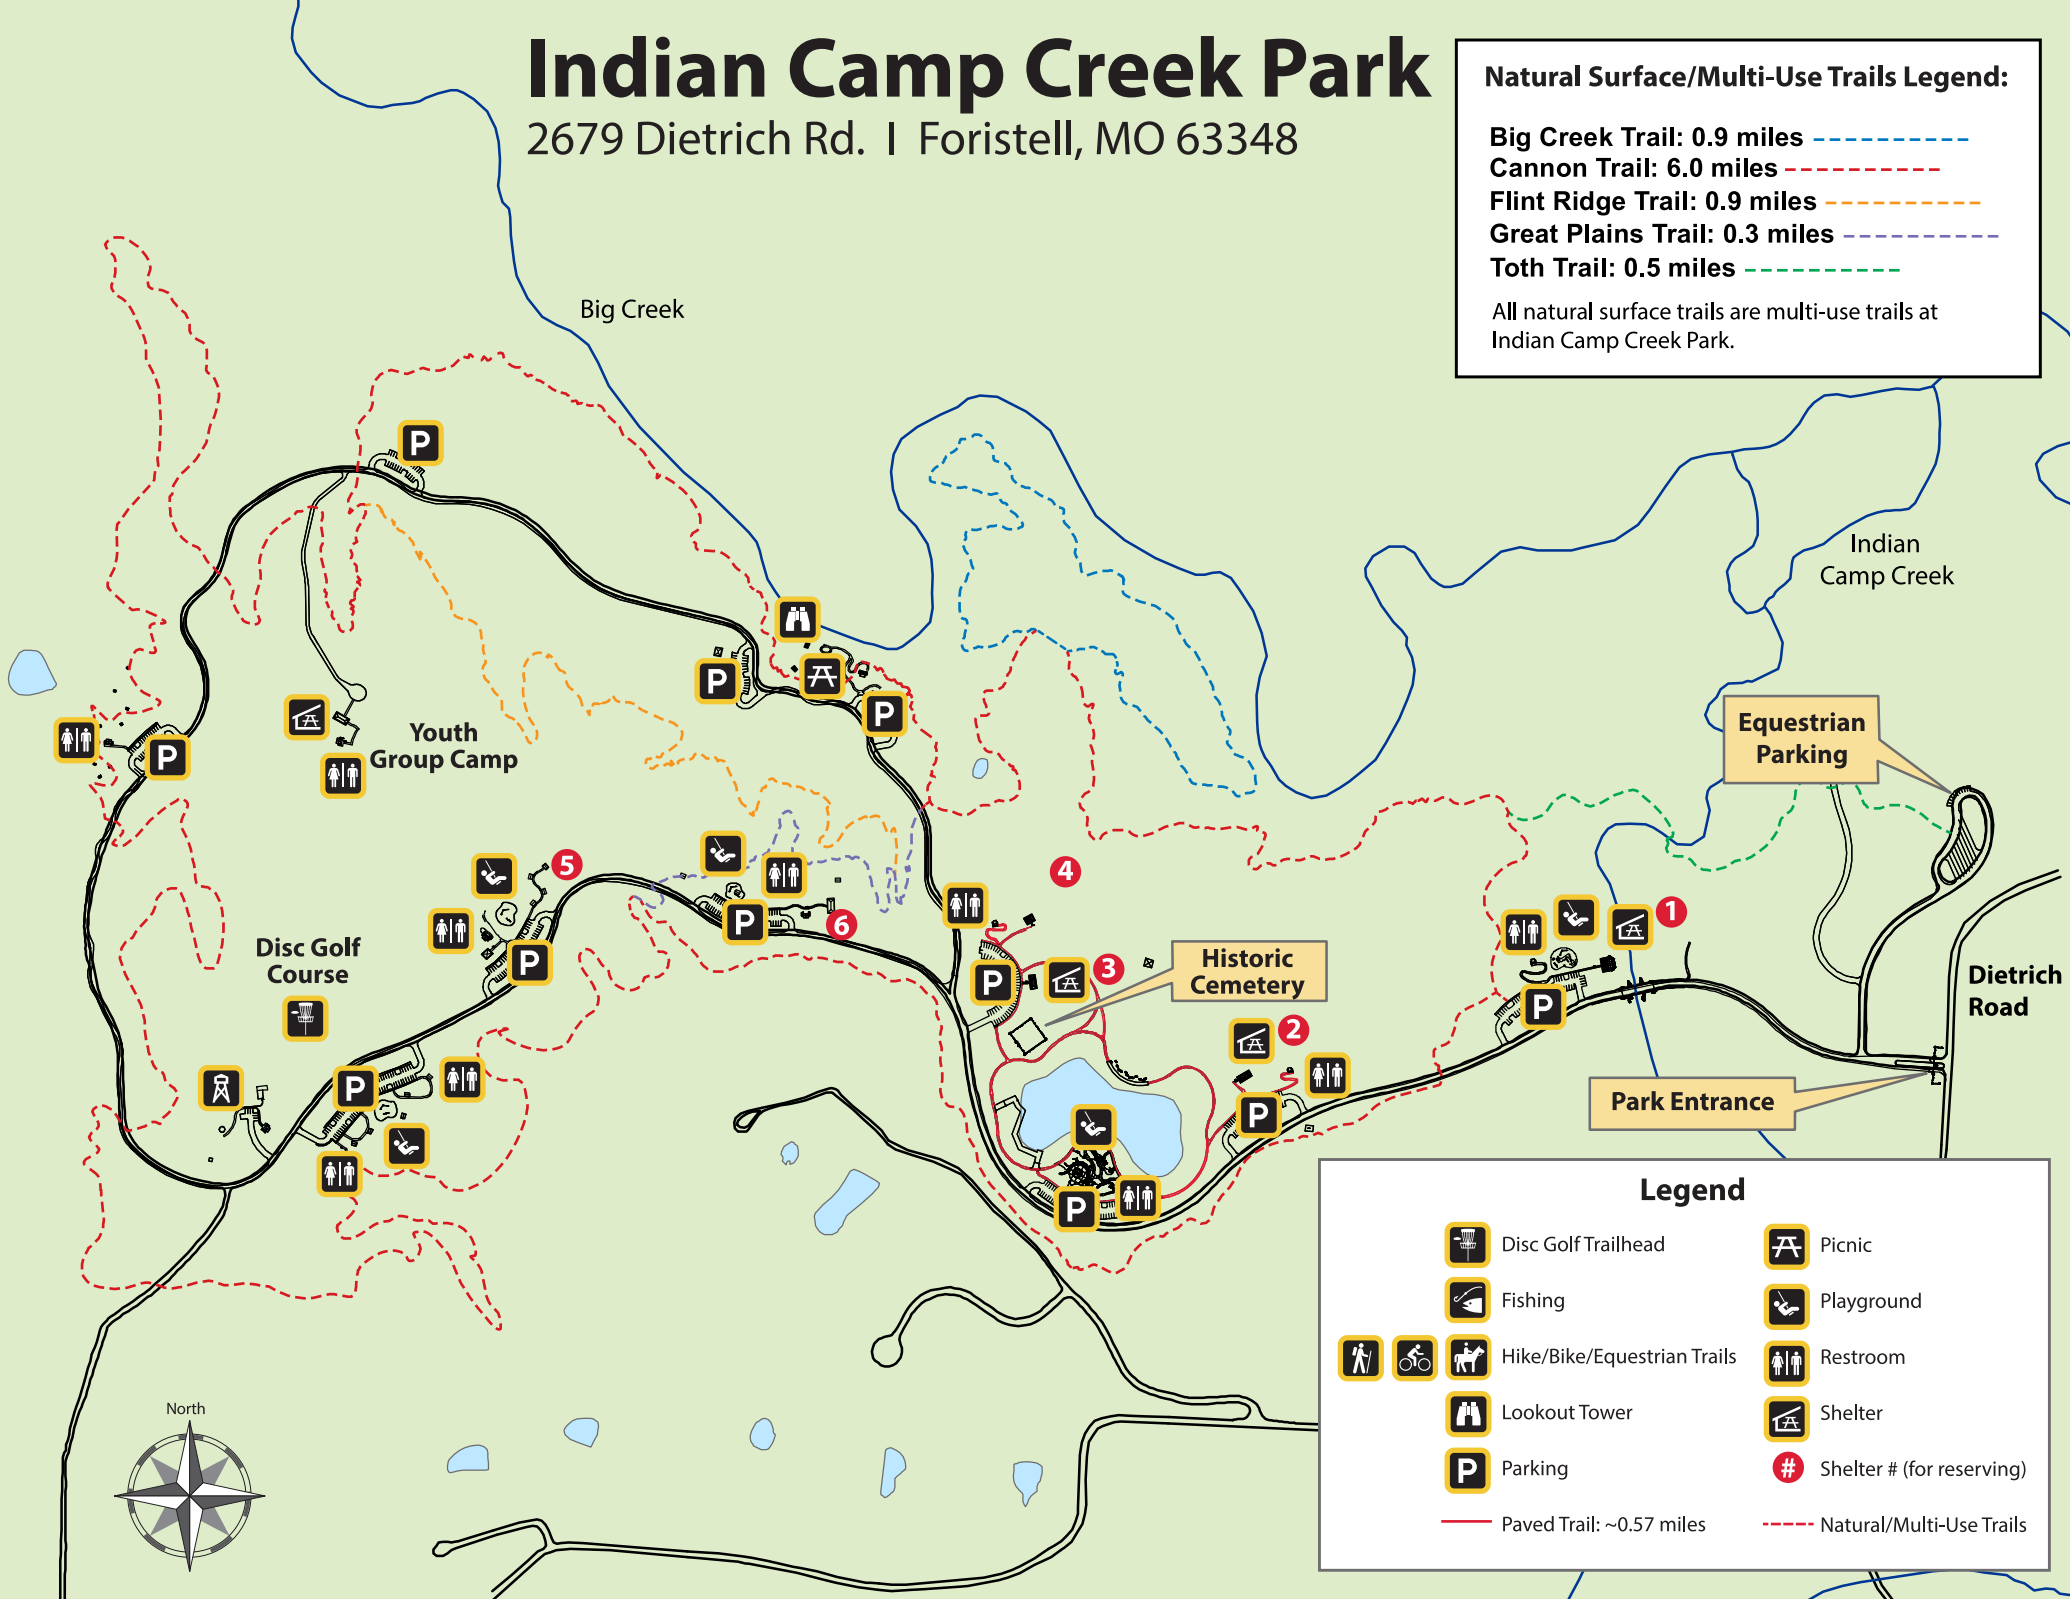 Indian Camp Creek Park
2679 Dietrich Rd. I Foristell, MO 63348
Natural Surface/Multi-Use Trails Legend:
Big Creek Trail: 0.9 miles
Cannon Trail: 6.0 miles
Flint Ridge Trail: 0.9 miles
Great Plains Trail: 0.3 miles
Toth Trail: 0.5 miles
All natural surface trails are multi-use trails at
Indian Camp Creek Park.
Big Creek
P
Indian
Camp Creek
P
P
Equestrian
Parking
Youth
Group Camp
P
5
4
6
1
P
Disc Golf
Course
P
Historic
Cemetery
3
P
Dietrich
Road
P
2
P
P
Park Entrance
P
Legend
Disc Golf Trailhead
Picnic
Fishing
Playground
Hike/Bike/Equestrian Trails
Restroom
Lookout Tower
Shelter
P
Parking
# Shelter # (for reserving)
Paved Trail: ~0.57 miles
Natural/Multi-Use Trails
North
P